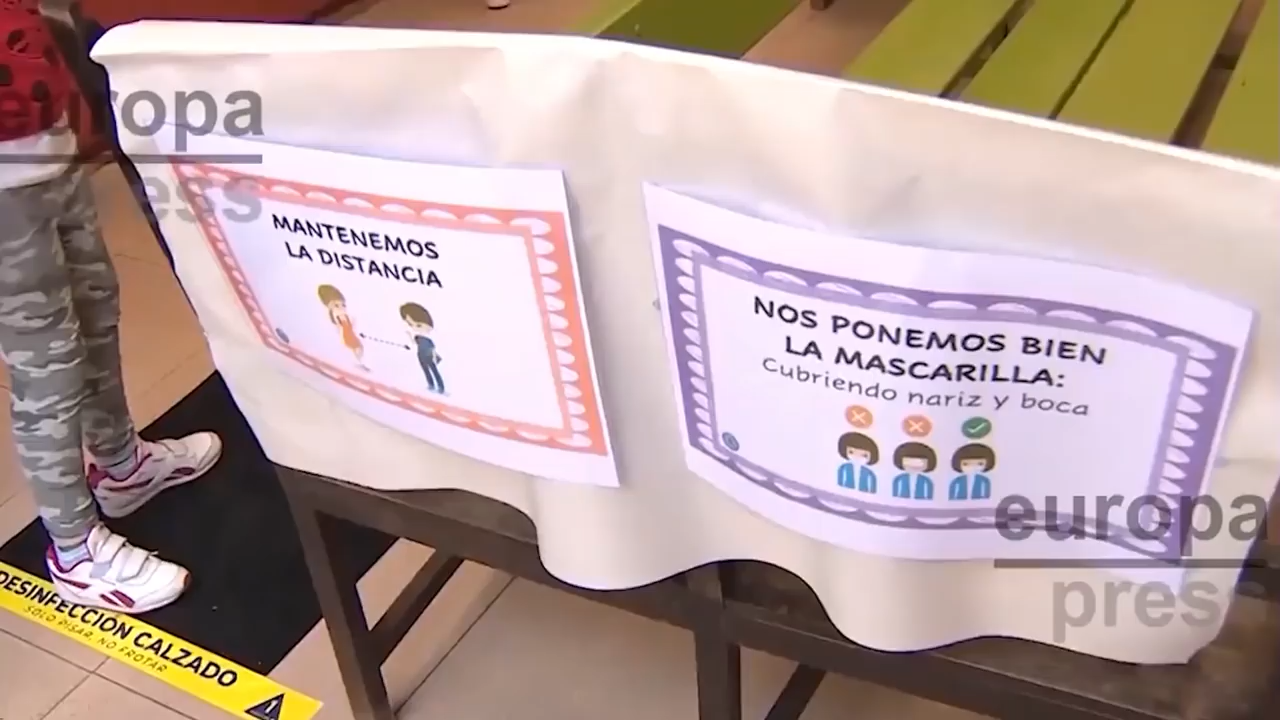 europa
press
MANTENEMOS
LA DISTANCIA
NOS PONEMOS BIEN
LA MASCARILLA:
Cubriendo nariz y boca
europa
press
DESINFECCIÓN CALZADO
SOLO PISAR, NO FROTAR